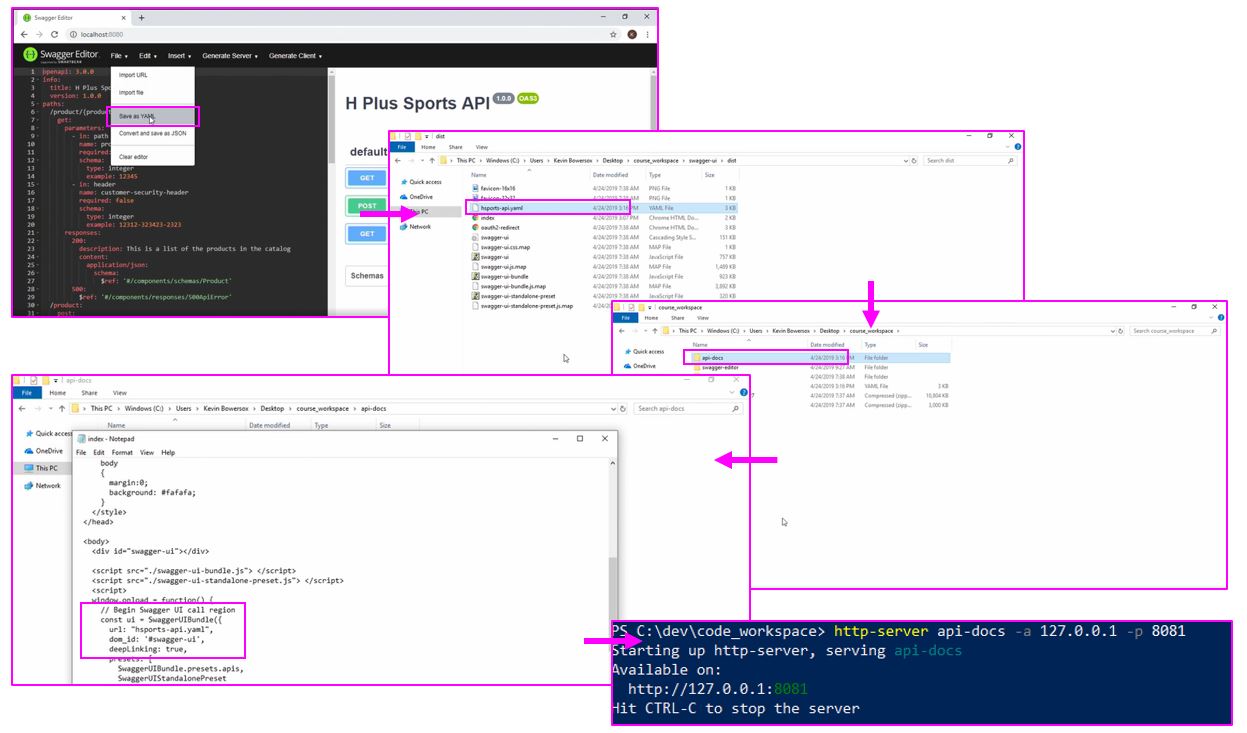 Swagger Editor
localhost:8080
Swagger Editor
Supported by SMARTBEAR
File Edit Insert Generate Server Generate Client
Import URL
Import file
Save as YAML
Convert and save as JSON
Clear editor
1 openapi: 3.0.0
2 info:
3 title: H Plus Spo
4 version: 1.0.0
5 paths:
6 /product/{product
7 get:
8 parameters:
9 - in: path
10 name: pro
11 required:
12 schema:
13 type: integer
14 example: 12345
15 - in: header
16 name: customer-security-header
17 required: false
18 schema:
19 type: integer
20 example: 12312-323423-2323
21 responses:
22 200:
23 description: This is a list of the products in the catalog
24 content:
25 application/json:
26 schema:
27 $ref: '#/components/schemas/Product'
28 500:
29 $ref: '#/components/responses/500ApiError'
30 /product:
31 post:
H Plus Sports API 1.0.0 OAS3
default
GET
POST
GET
Schemas
dist
File Home Share View
This PC > Windows (C:) > Users > Kevin Bowersox > Desktop > course_workspace > swagger-ui > dist
Search dist
Quick access
OneDrive
This PC
Network
Name Date modified Type Size
favicon-16x16 4/24/2019 7:38 AM PNG File 1 KB
favicon-32x32 4/24/2019 7:38 AM PNG File 1 KB
hsports-api.yaml 4/24/2019 3:16 PM YAML File 3 KB
index 4/24/2019 3:07 PM Chrome HTML Do... 2 KB
oauth2-redirect 4/24/2019 7:38 AM Chrome HTML Do... 3 KB
swagger-ui 4/24/2019 7:38 AM Cascading Style S... 151 KB
swagger-ui.css.map 4/24/2019 7:38 AM MAP File 1 KB
swagger-ui 4/24/2019 7:38 AM JavaScript File 757 KB
swagger-ui.js.map 4/24/2019 7:38 AM MAP File 1,489 KB
swagger-ui-bundle 4/24/2019 7:38 AM JavaScript File 923 KB
swagger-ui-bundle.js.map 4/24/2019 7:38 AM MAP File 3,892 KB
swagger-ui-standalone-preset 4/24/2019 7:38 AM JavaScript File 320 KB
swagger-ui-standalone-preset.js.map 4/24/2019 7:38 AM
course_workspace
File Home Share View
This PC > Windows (C:) > Users > Kevin Bowersox > Desktop > course_workspace >
Search course_workspace
Quick access
OneDrive
Name Date modified Type Size
api-docs 4/24/2019 3:16 PM File folder
swagger-editor 4/24/2019 9:27 AM File folder
4/24/2019 7:38 AM File folder
4/24/2019 3:16 PM YAML File 3 KB
4/24/2019 7:37 AM Compressed (zipp... 10,804 KB
4/24/2019 7:37 AM Compressed (zipp... 3,000 KB
api-docs
File Home Share View
This PC > Windows (C:) > Users > Kevin Bowersox > Desktop > course_workspace > api-docs
Search api-docs
Quick access
OneDrive
This PC
Network
Name Date modified Type Size
index - Notepad
File Edit Format View Help
body
{
margin:0;
background: #fafafa;
}
</style>
</head>
<body>
<div id="swagger-ui"></div>
<script src="./swagger-ui-bundle.js"> </script>
<script src="./swagger-ui-standalone-preset.js"> </script>
<script>
window.onload = function() {
// Begin Swagger UI call region
const ui = SwaggerUIBundle({
url: "hsports-api.yaml",
dom_id: '#swagger-ui',
deepLinking: true,
presets: [
SwaggerUIBundle.presets.apis,
SwaggerUIStandalonePreset
PS C:\dev\code_workspace> http-server api-docs -a 127.0.0.1 -p 8081
Starting up http-server, serving api-docs
Available on:
http://127.0.0.1:8081
Hit CTRL-C to stop the server